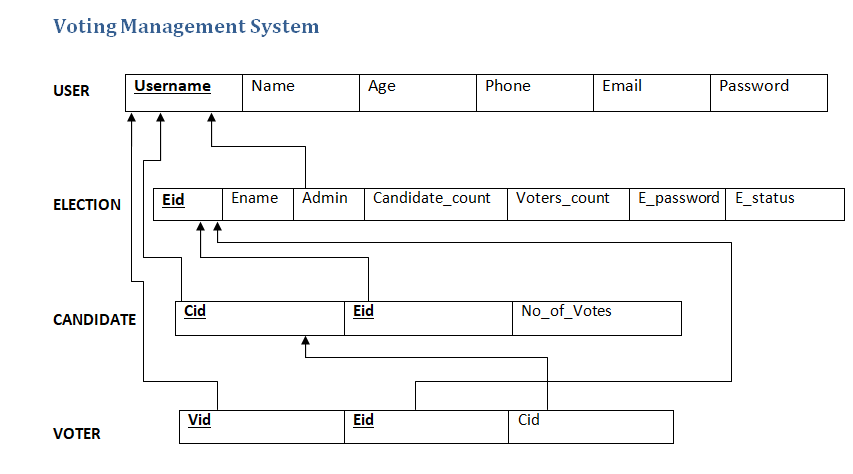 Voting Management System
USER Username Name Age Phone Email Password
ELECTION Eid Ename Admin Candidate_count Voters_count E_password E_status
CANDIDATE Cid Eid No_of_Votes
VOTER Vid Eid Cid